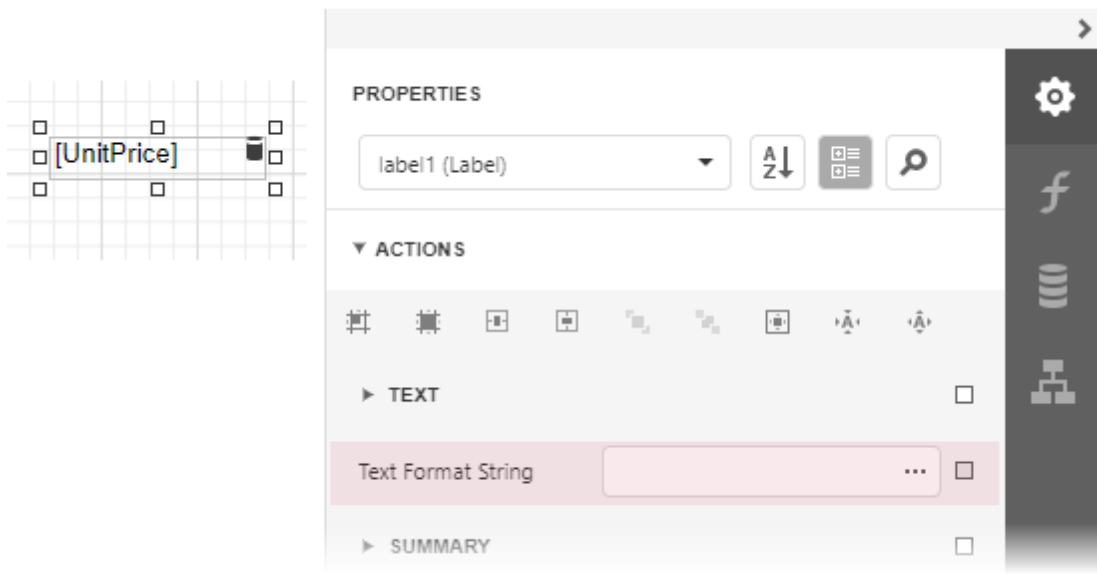 [UnitPrice]
PROPERTIES
label1 (Label)
ACTIONS
TEXT
Text Format String
SUMMARY